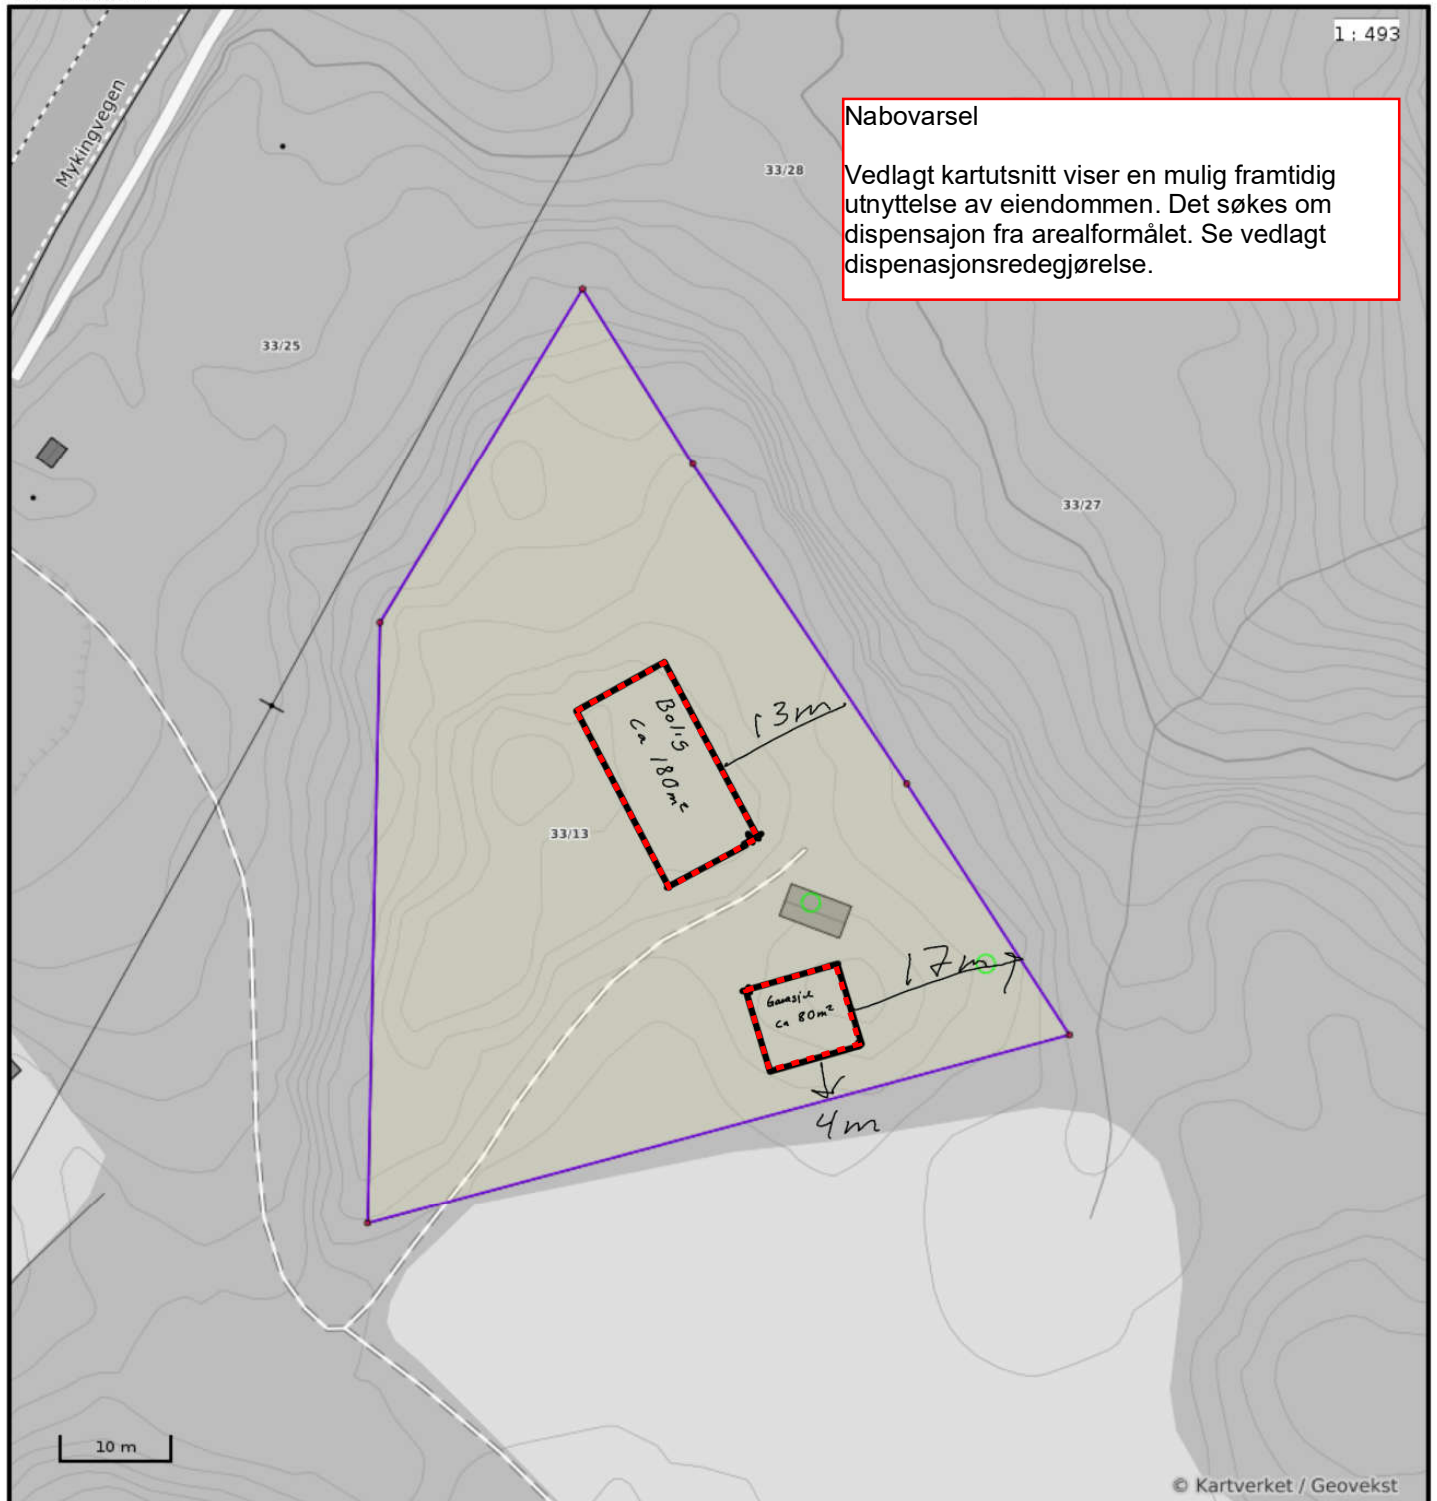 1 : 493
Mykingvegen
Nabovarsel
Vedlagt kartutsnitt viser en mulig framtidig
utnyttelse av eiendommen. Det søkes om
dispensajon fra arealformålet. Se vedlagt
dispenasjonsredegjørelse.
33/28
33/25
33/27
Bolig
ca 180m²
13m
33/13
17m
Garasje
ca 80m²
4m
10 m
© Kartverket / Geovekst